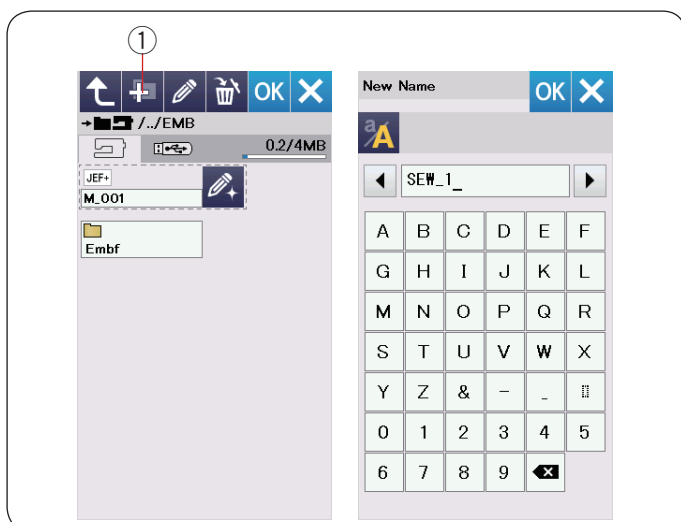 1
OK
→ /../EMB
0.2/4MB
JEF+
M_001
Embf
New Name
OK
a/A
SEW_1_
A B C D E F
G H I J K L
M N O P Q R
S T U V W X
Y Z & − _
0 1 2 3 4 5
6 7 8 9